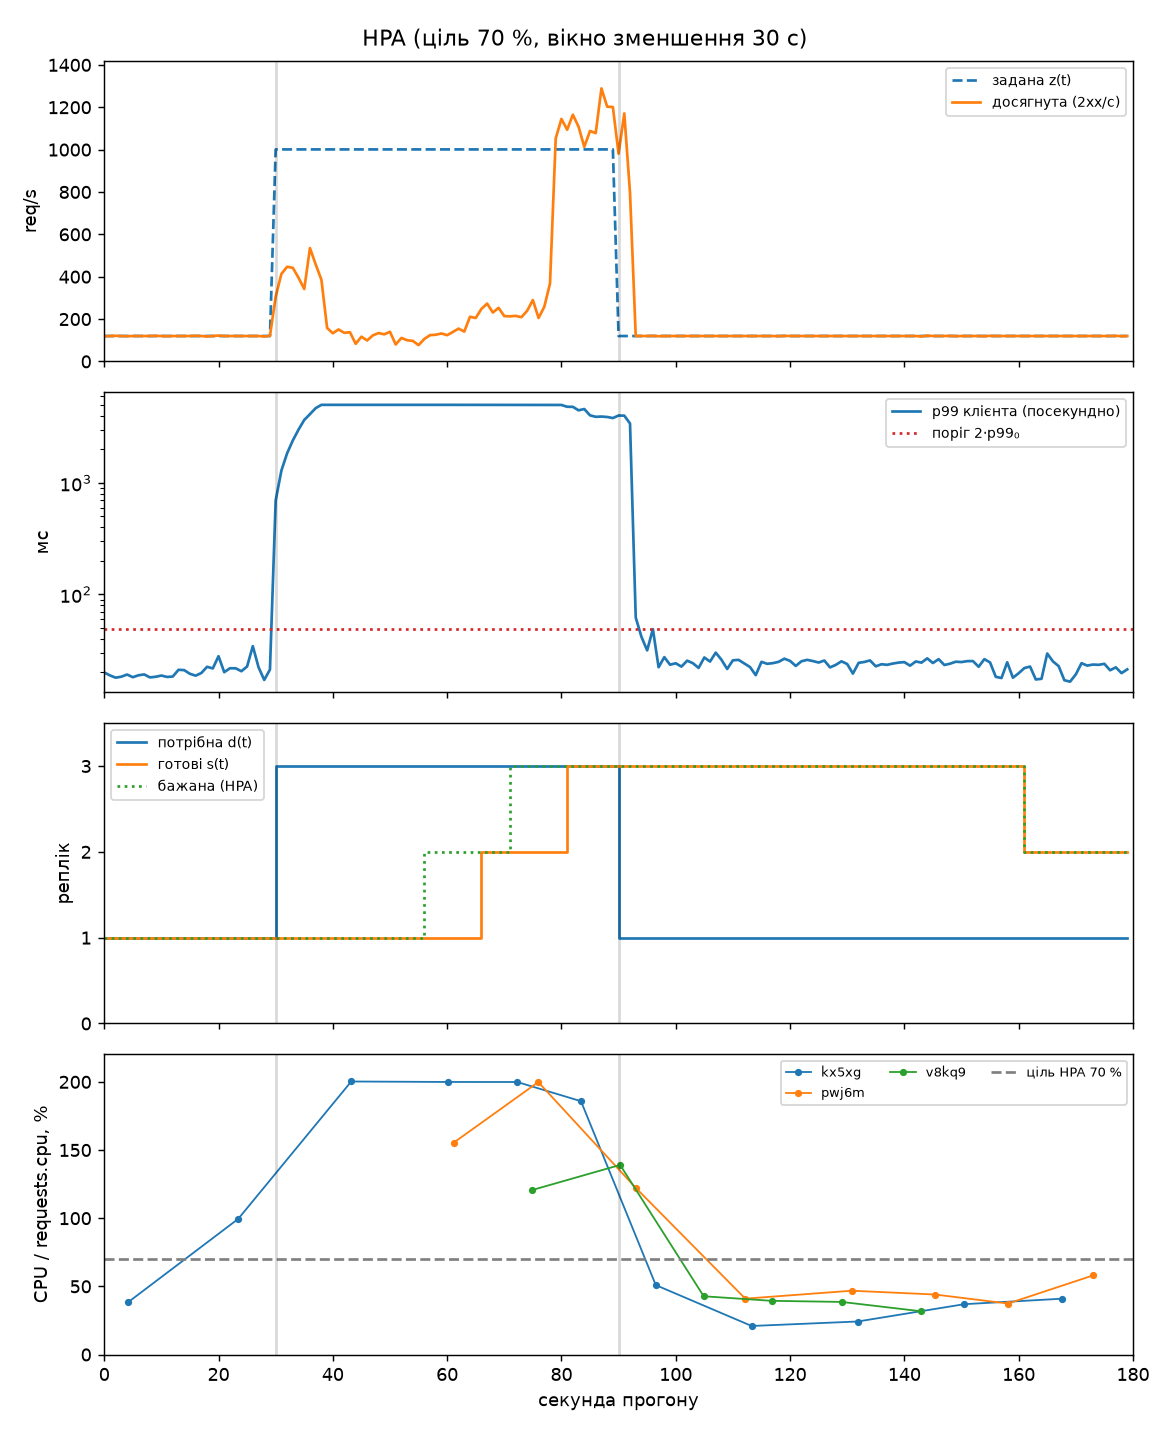 HPA (ціль 70 %, вікно зменшення 30 с)
1400
1200
1000
800
600
400
200
0
req/s
задана z(t)
досягнута (2xx/с)
10³
10²
мс
p99 клієнта (посекундно)
поріг 2·p99₀
3
2
1
0
реплік
потрібна d(t)
готові s(t)
бажана (HPA)
200
150
100
50
0
CPU / requests.cpu, %
kx5xg
pwj6m
v8kq9
ціль HPA 70 %
0 20 40 60 80 100 120 140 160 180
секунда прогону